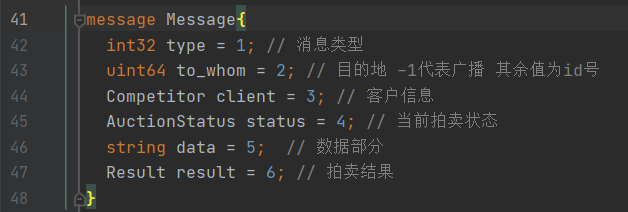 41 message Message{
42 int32 type = 1; // 消息类型
43 uint64 to_whom = 2; // 目的地 -1代表广播 其余值为id号
44 Competitor client = 3; // 客户信息
45 AuctionStatus status = 4; // 当前拍卖状态
46 string data = 5;  // 数据部分
47 Result result = 6; // 拍卖结果
48 }